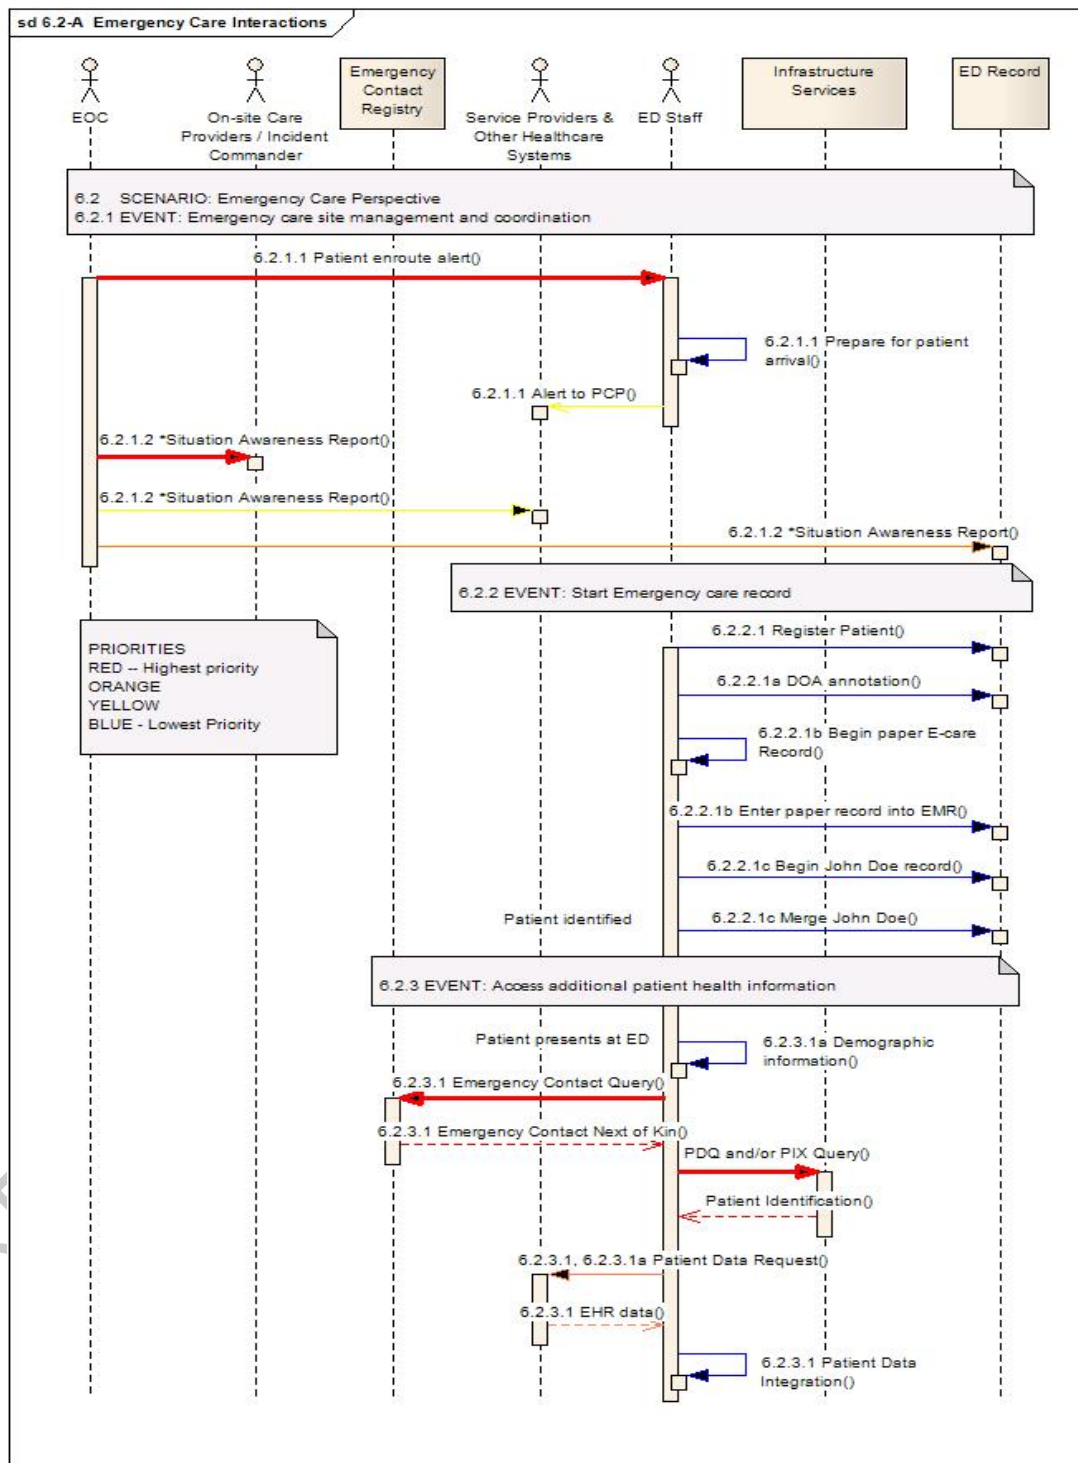 sd 6.2-A  Emergency Care Interactions
EOC
On-site Care
Providers / Incident
Commander
Emergency
Contact
Registry
Service Providers &
Other Healthcare
Systems
ED Staff
Infrastructure
Services
ED Record
6.2    SCENARIO: Emergency Care Perspective
6.2.1 EVENT: Emergency care site management and coordination
6.2.1.1 Patient enroute alert()
6.2.1.1 Prepare for patient
arrival()
6.2.1.1 Alert to PCP()
6.2.1.2 *Situation Awareness Report()
6.2.1.2 *Situation Awareness Report()
6.2.1.2 *Situation Awareness Report()
6.2.2 EVENT: Start Emergency care record
PRIORITIES
RED -- Highest priority
ORANGE
YELLOW
BLUE - Lowest Priority
6.2.2.1 Register Patient()
6.2.2.1a DOA annotation()
6.2.2.1b Begin paper E-care
Record()
6.2.2.1b Enter paper record into EMR()
6.2.2.1c Begin John Doe record()
Patient identified
6.2.2.1c Merge John Doe()
6.2.3 EVENT: Access additional patient health information
Patient presents at ED
6.2.3.1a Demographic
information()
6.2.3.1 Emergency Contact Query()
6.2.3.1 Emergency Contact Next of Kin()
PDQ and/or PIX Query()
Patient Identification()
6.2.3.1, 6.2.3.1a Patient Data Request()
6.2.3.1 EHR data()
6.2.3.1 Patient Data
Integration()